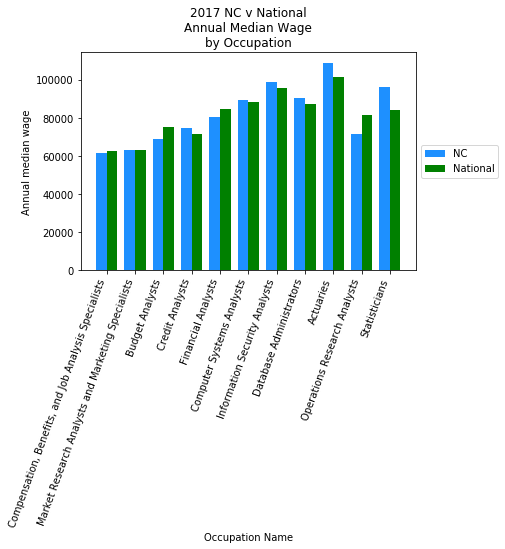 2017 NC v National
Annual Median Wage
by Occupation
Annual median wage
100000
80000
60000
40000
20000
0
NC
National
Compensation, Benefits, and Job Analysis Specialists
Market Research Analysts and Marketing Specialists
Budget Analysts
Credit Analysts
Financial Analysts
Computer Systems Analysts
Information Security Analysts
Database Administrators
Actuaries
Operations Research Analysts
Statisticians
Occupation Name